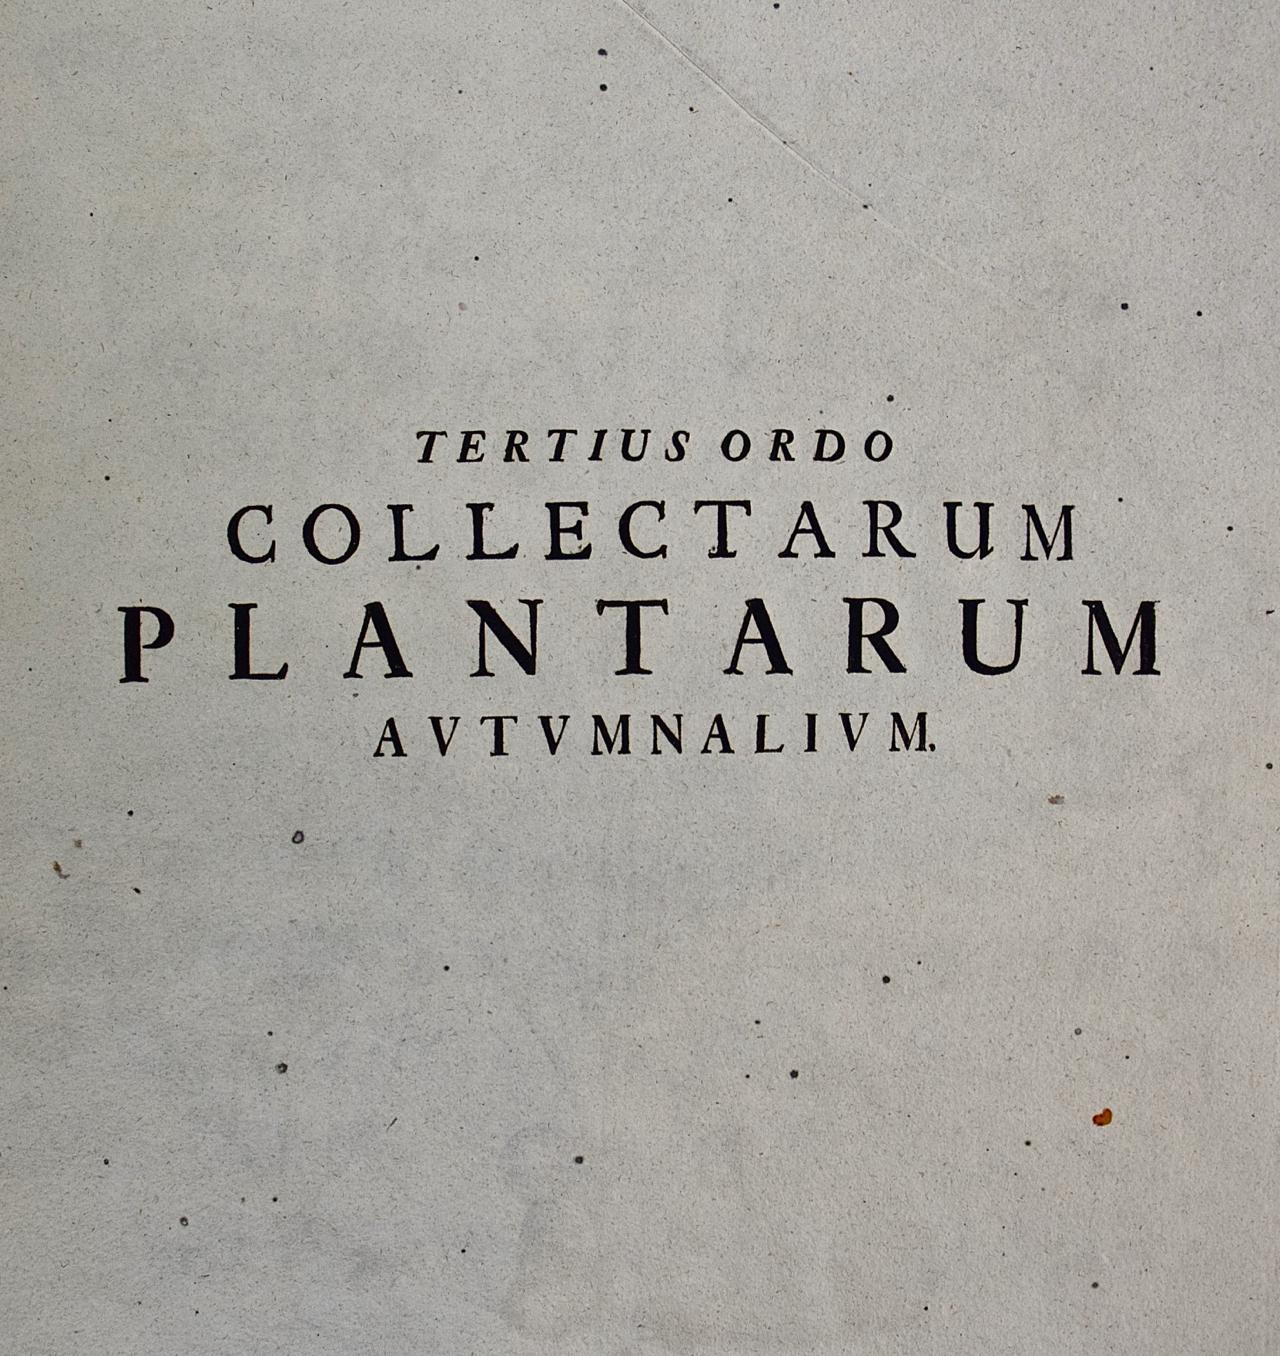 TERTIUS ORDO
COLLECTARUM
PLANTARUM
AVTVMNALIVM.